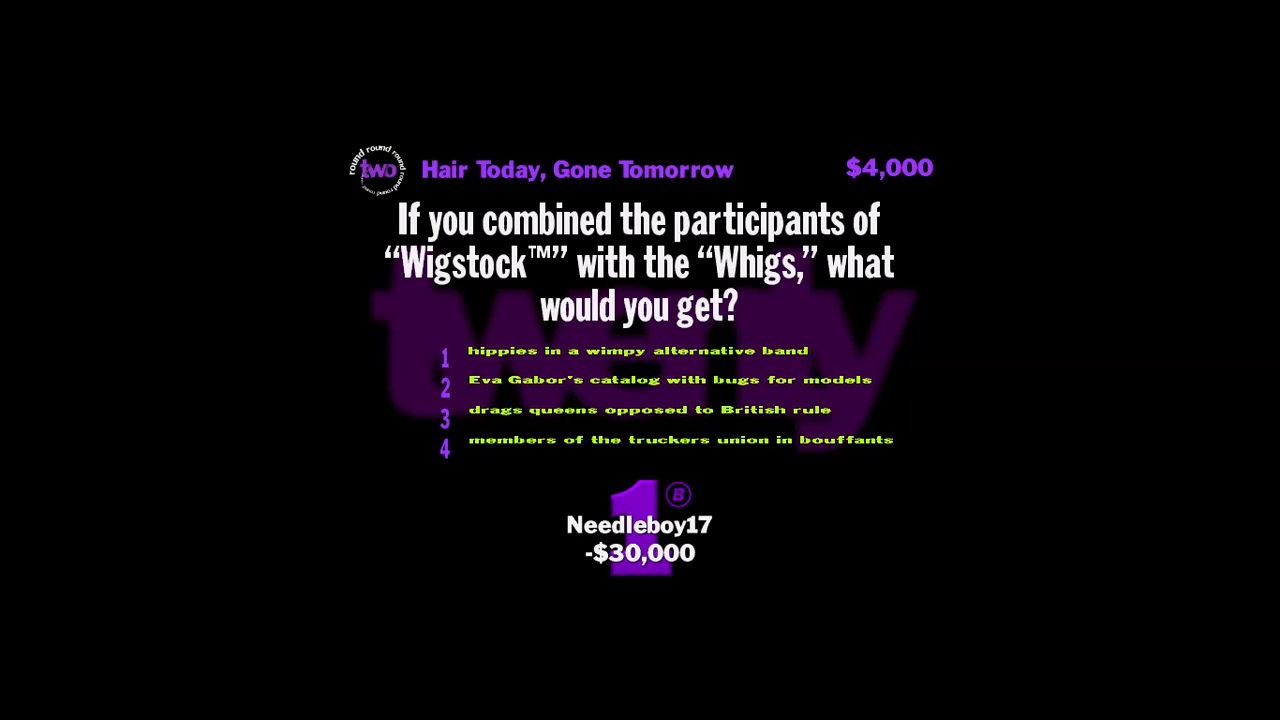 round round round round round two
Hair Today, Gone Tomorrow
$4,000
If you combined the participants of
“Wigstock™” with the “Whigs,” what
would you get?
twenty
1 hippies in a wimpy alternative band
2 Eva Gabor's catalog with bugs for models
3 drags queens opposed to British rule
4 members of the truckers union in bouffants
1 B
Needleboy17
-$30,000